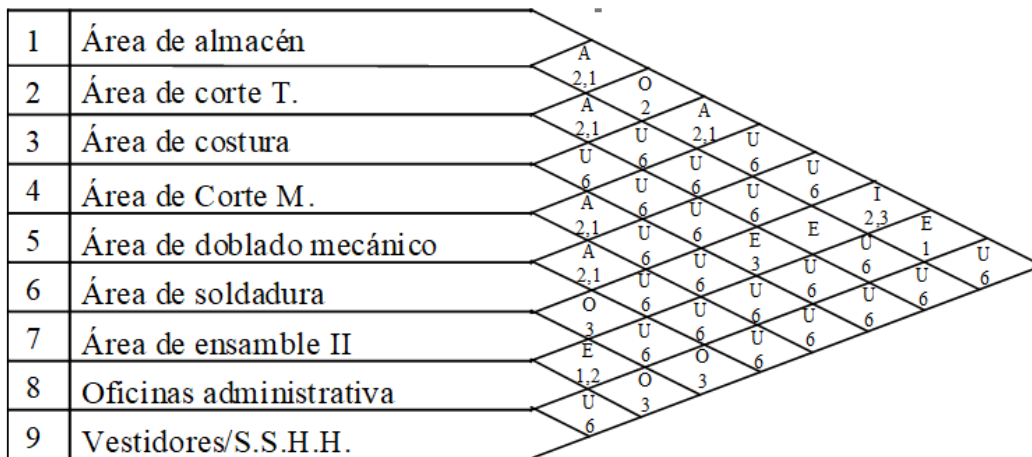 1 Área de almacén
2 Área de corte T.
3 Área de costura
4 Área de Corte M.
5 Área de doblado mecánico
6 Área de soldadura
7 Área de ensamble II
8 Oficinas administrativa
9 Vestidores/S.S.H.H.
A
2,1
A
2,1
U
6
A
2,1
A
2,1
O
3
E
1,2
U
6
O
2
U
6
U
6
U
6
U
6
U
6
O
3
A
2,1
U
6
U
6
U
6
U
6
O
3
U
6
U
6
E
3
U
6
U
6
U
6
E
U
6
U
6
I
2,3
U
6
U
6
E
1
U
6
U
6